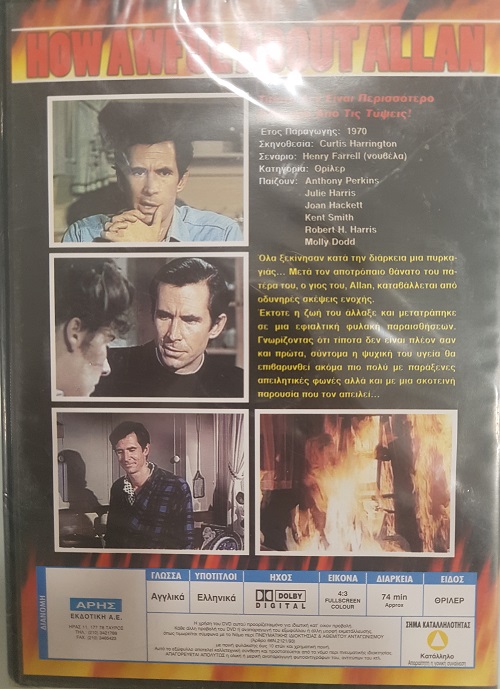 HOW AWFUL ABOUT ALLAN
Είναι Περισσότερο
Από Τις Τύψεις!
Έτος Παραγωγής: 1970
Σκηνοθεσία: Curtis Harrington
Σενάριο: Henry Farrell (νουβέλα)
Κατηγορία: Θρίλερ
Παίζουν: Anthony Perkins
Julie Harris
Joan Hackett
Kent Smith
Robert H. Harris
Molly Dodd
Όλα ξεκίνησαν κατά την διάρκεια μια πυρκα-
γιάς... Μετά τον αποτρόπαιο θάνατο του πα-
τέρα του, ο γιος του, Allan, καταβάλλεται από
οδυνηρές σκέψεις ενοχής.
Έκτοτε η ζωή του άλλαξε και μετατράπηκε
σε μια εφιαλτική φυλακή παραισθήσεων.
Γνωρίζοντας ότι τίποτα δεν είναι πλέον σαν
και πρώτα, σύντομα η ψυχική του υγεία θα
επιβαρυνθεί ακόμα πιο πολύ με παράξενες
απειλητικές φωνές αλλά και με μια σκοτεινή
παρουσία που τον απειλεί...
ΔΙΑΝΟΜΗ
ΑΡΗΣ
ΕΚΔΟΤΙΚΗ Α.Ε.
ΓΛΩΣΣΑ ΥΠΟΤΙΤΛΟΙ ΗΧΟΣ ΕΙΚΟΝΑ ΔΙΑΡΚΕΙΑ ΕΙΔΟΣ
Αγγλικά Ελληνικά DOLBY DIGITAL 4:3 FULLSCREEN COLOUR 74 min Approx ΘΡΙΛΕΡ
ΣΗΜΑ ΚΑΤΑΛΛΗΛΟΤΗΤΑΣ
Κατάλληλο